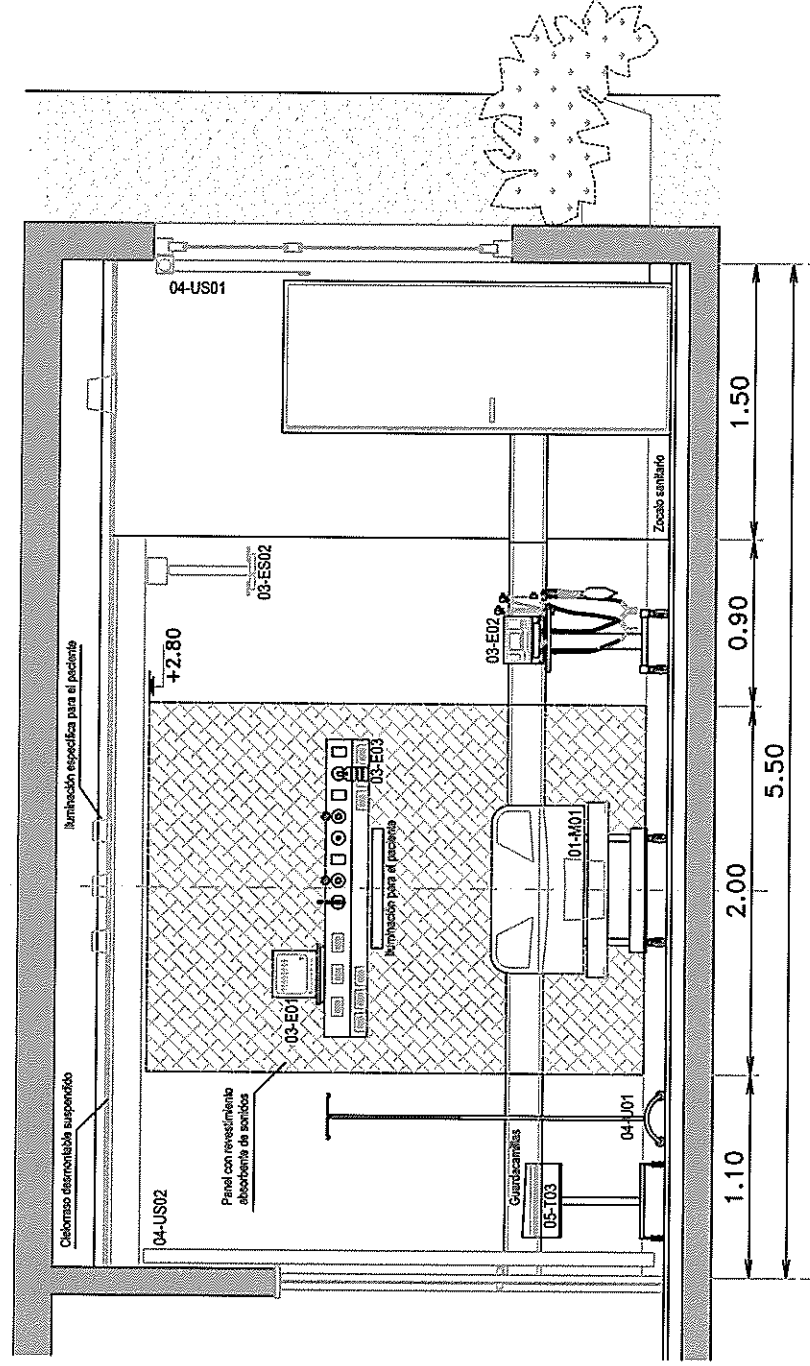 Cielorraso desmontable suspendido
Iluminación específica para el paciente
04-US02
Panel con revestimiento
absorbente de sonidos
+2.80
03-ES02
04-US01
03-E01
03-E03
Iluminación para el paciente
Guardacamillas
05-T03
04-U01
01-M01
03-E02
Zocalo sanitario
1.10
2.00
0.90
1.50
5.50